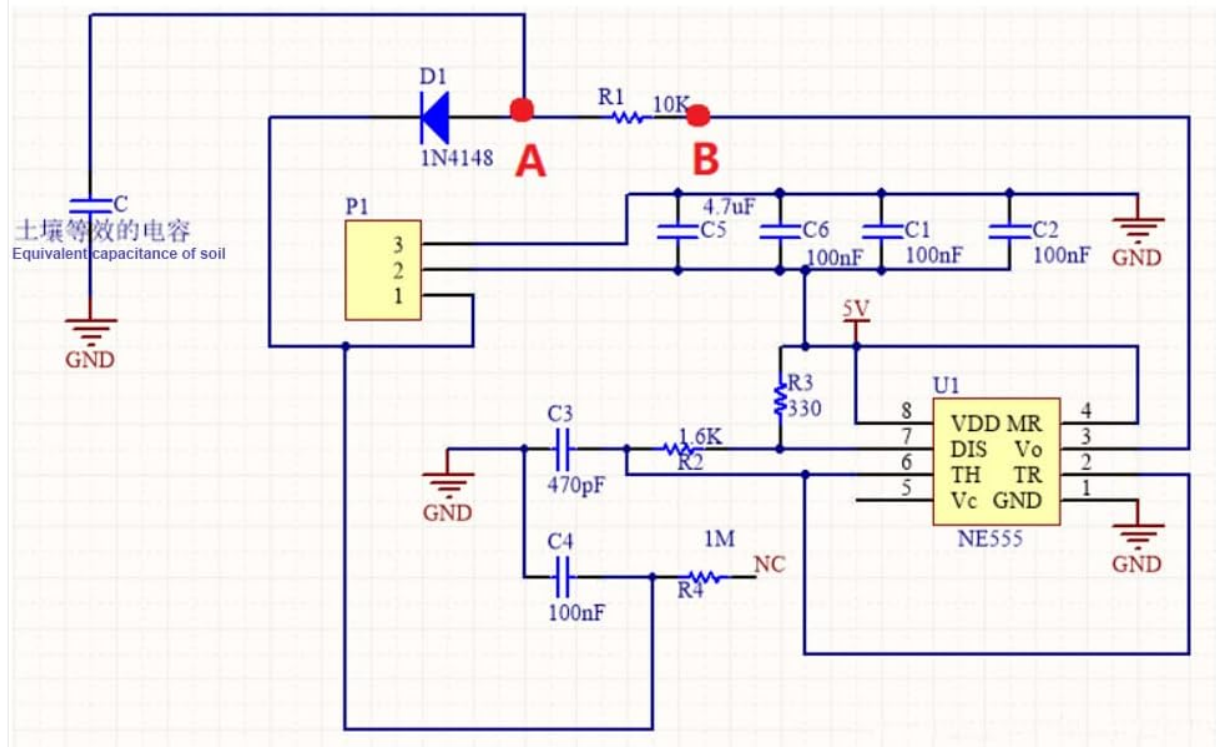 D1
1N4148
A
R1
10K
B
C
土壤等效的电容
Equivalent capacitance of soil
GND
P1
3
2
1
4.7uF
C5
C6
100nF
C1
100nF
C2
100nF
GND
5V
R3
330
U1
8
7
6
5
VDD MR
DIS Vo
TH TR
Vc GND
4
3
2
1
NE555
GND
C3
470pF
1.6K
R2
GND
C4
100nF
1M
R4
NC